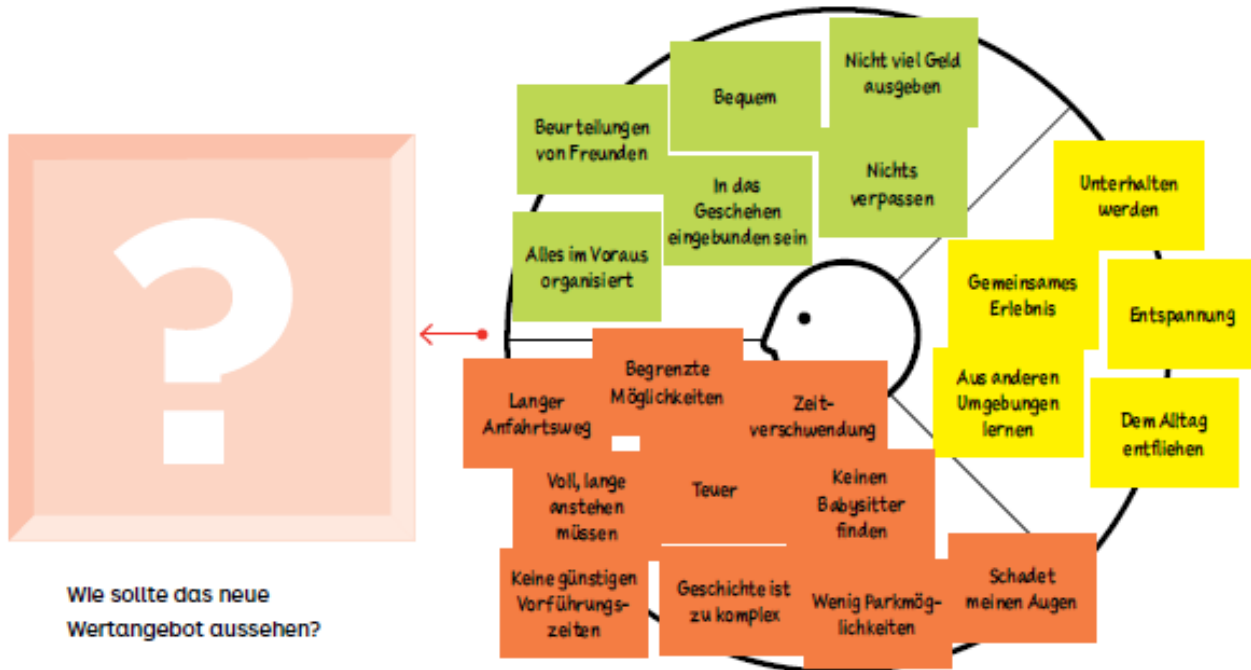 ?
Wie sollte das neue
Wertangebot aussehen?
Beurteilungen
von Freunden
Bequem
Nicht viel Geld
ausgeben
Alles im Voraus
organisiert
In das
Geschehen
eingebunden sein
Nichts
verpassen
Unterhalten
werden
Gemeinsames
Erlebnis
Entspannung
Aus anderen
Umgebungen
lernen
Dem Alltag
entfliehen
Langer
Anfahrtsweg
Begrenzte
Möglichkeiten
Zeit-
verschwendung
Voll, lange
anstehen
müssen
Teuer
Keinen
Babysitter
finden
Keine günstigen
Vorführungs-
zeiten
Geschichte ist
zu komplex
Wenig Parkmög-
lichkeiten
Schadet
meinen Augen